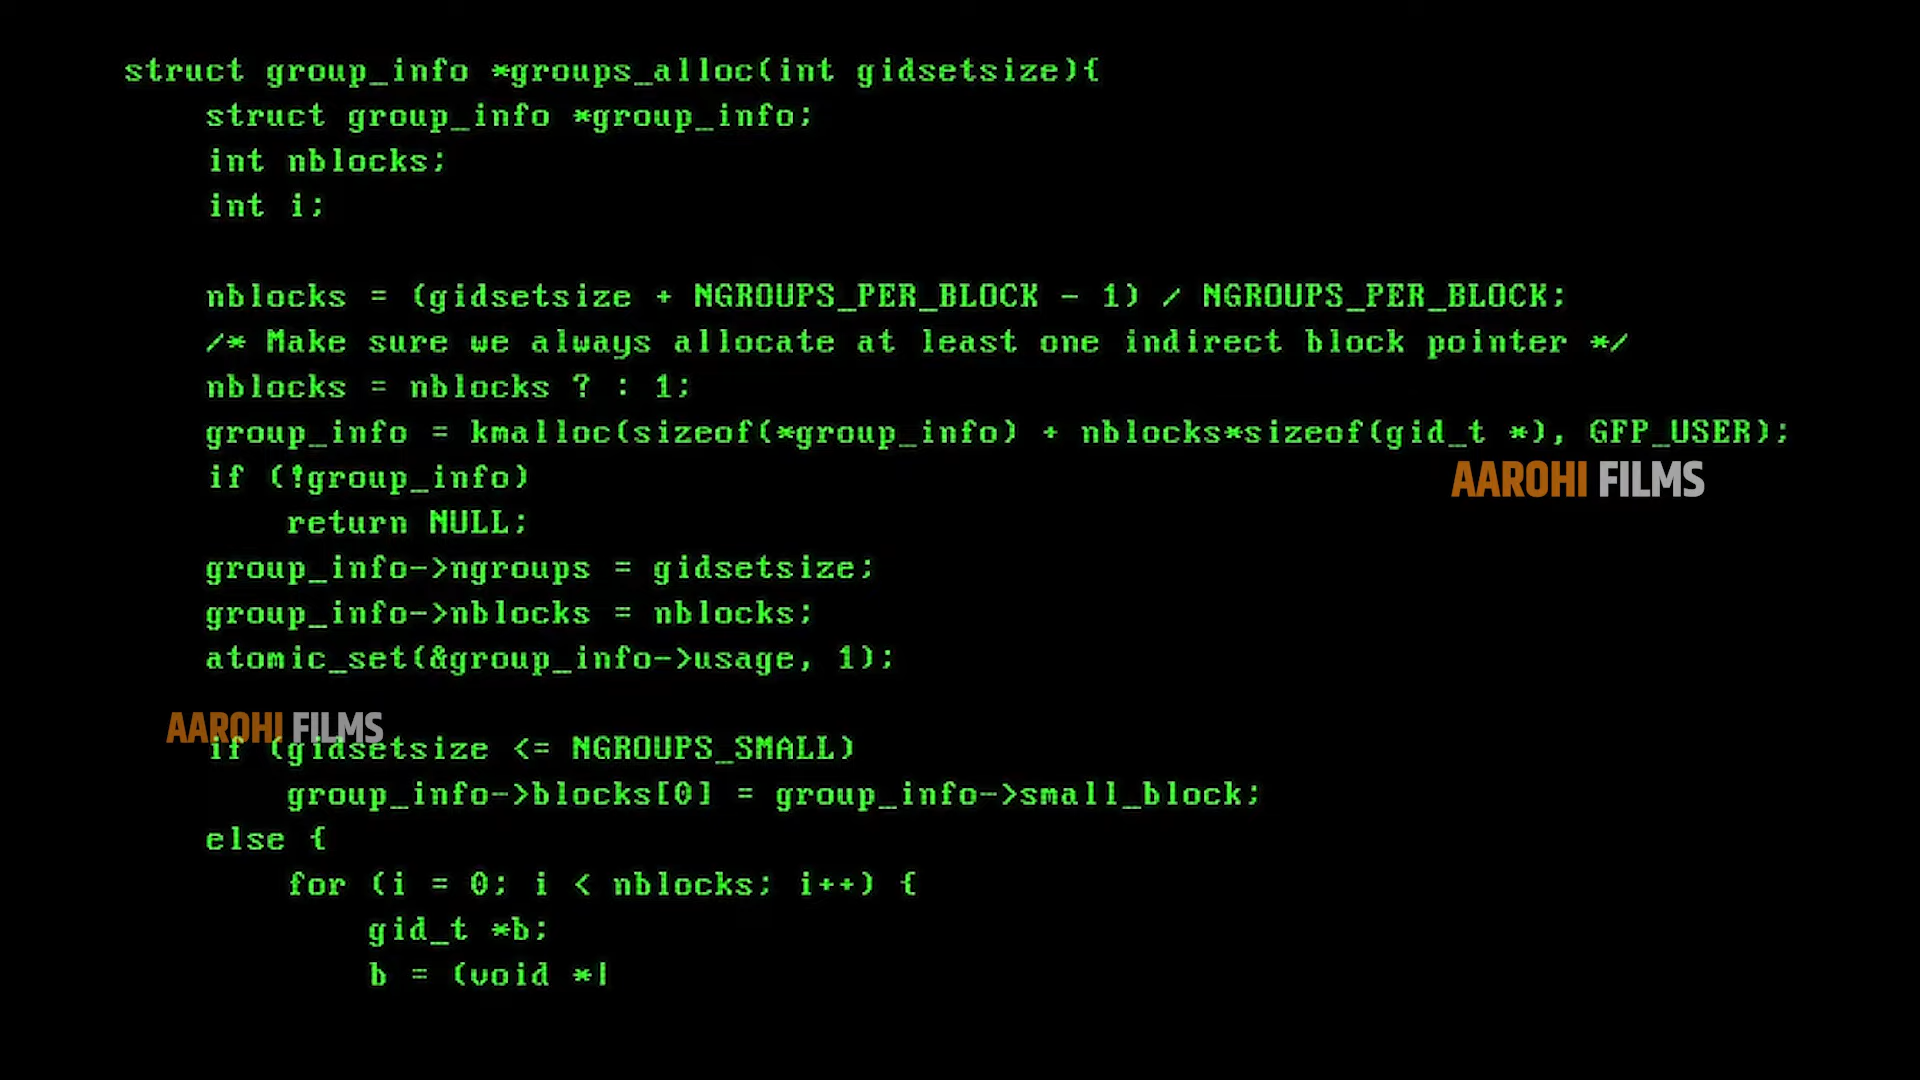 struct group_info *groups_alloc(int gidsetsize){
struct group_info *group_info;
int nblocks;
int i;
nblocks = (gidsetsize + NGROUPS_PER_BLOCK - 1) / NGROUPS_PER_BLOCK;
/* Make sure we always allocate at least one indirect block pointer */
nblocks = nblocks ? : 1;
group_info = kmalloc(sizeof(*group_info) + nblocks*sizeof(gid_t *), GFP_USER);
if (!group_info)
AAROHI FILMS
return NULL;
group_info->ngroups = gidsetsize;
group_info->nblocks = nblocks;
atomic_set(&group_info->usage, 1);
AAROHI FILMS
if (gidsetsize <= NGROUPS_SMALL)
group_info->blocks[0] = group_info->small_block;
else {
for (i = 0; i < nblocks; i++) {
gid_t *b;
b = (void *|